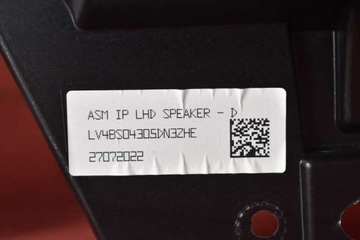 ASM IP LHD SPEAKER - D
LV4BS04305DN3ZHE
27072022